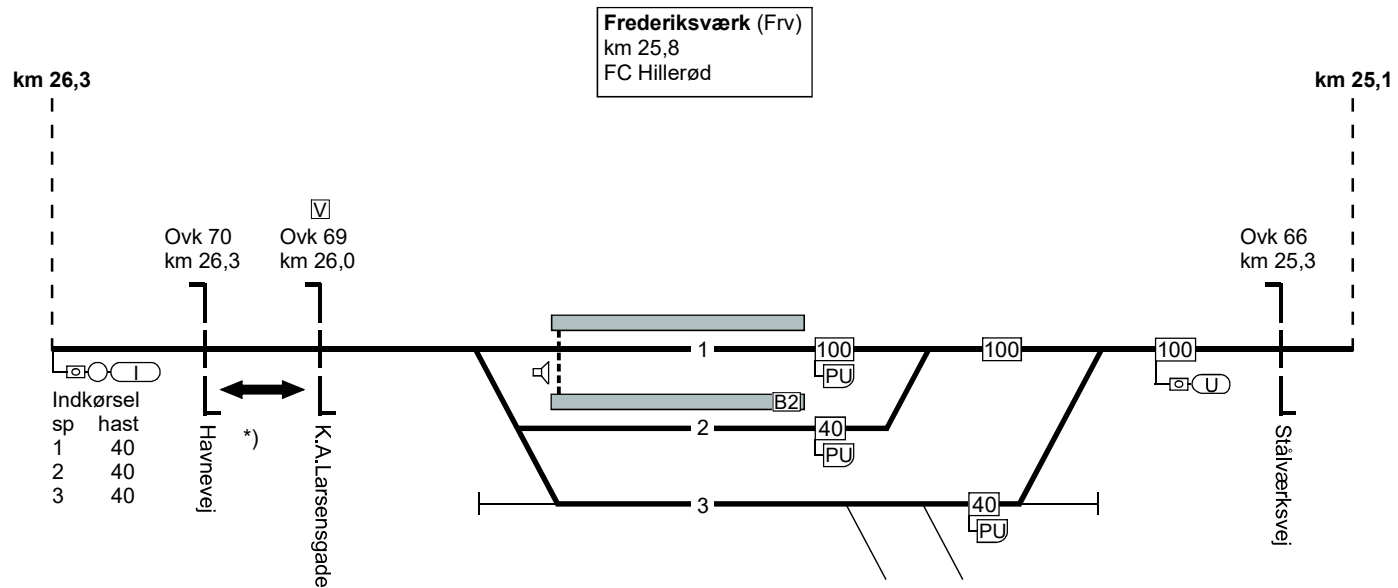 Frederiksværk (Frv)
km 25,8
FC Hillerød
km 26,3
km 25,1
V
Ovk 70
km 26,3
Ovk 69
km 26,0
Ovk 66
km 25,3
1
100
100
100
PU
I
U
Indkørsel
sp hast
1 40
2 40
3 40
*)
Havnevej
K.A.Larsensgade
Stålværksvej
B2
2
40
PU
3
40
PU